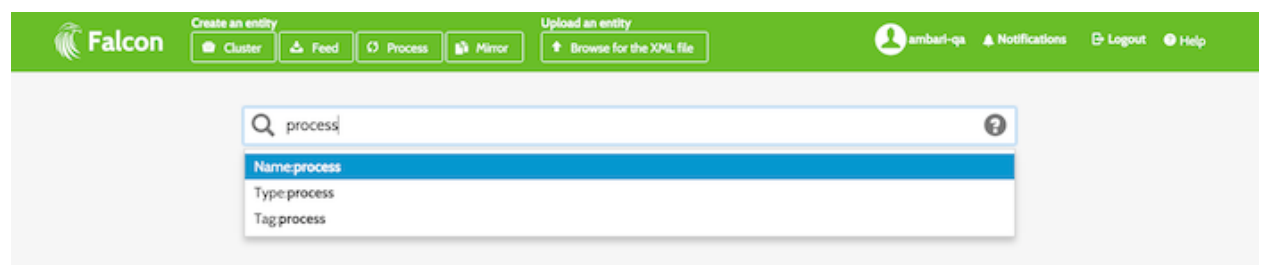 Create an entity Upload an entity
Falcon Cluster Feed Process Mirror Browse for the XML file ambari-qa Notifications Logout Help
process
Name:process
Type:process
Tag:process